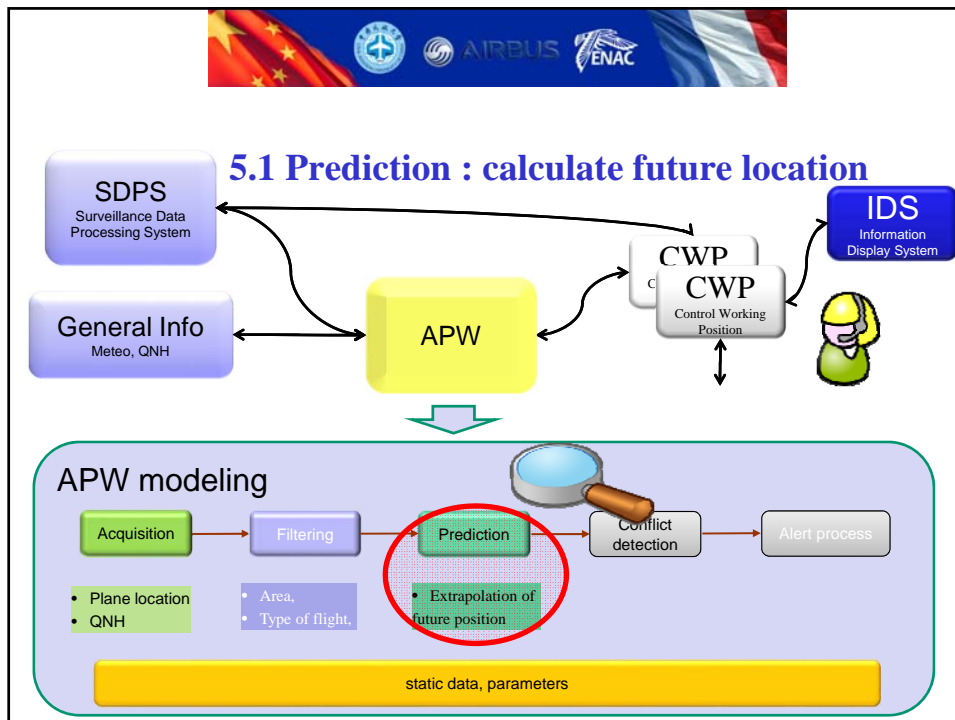 AIRBUS
ENAC
5.1 Prediction : calculate future location
SDPS
Surveillance Data
Processing System
IDS
Information
Display System
CWP
C
CWP
Control Working
Position
General Info
Meteo, QNH
APW
APW modeling
Acquisition
Filtering
Prediction
Conflict
detection
Alert process
• Plane location
• QNH
• Area,
• Type of flight,
• Extrapolation of
future position
static data, parameters